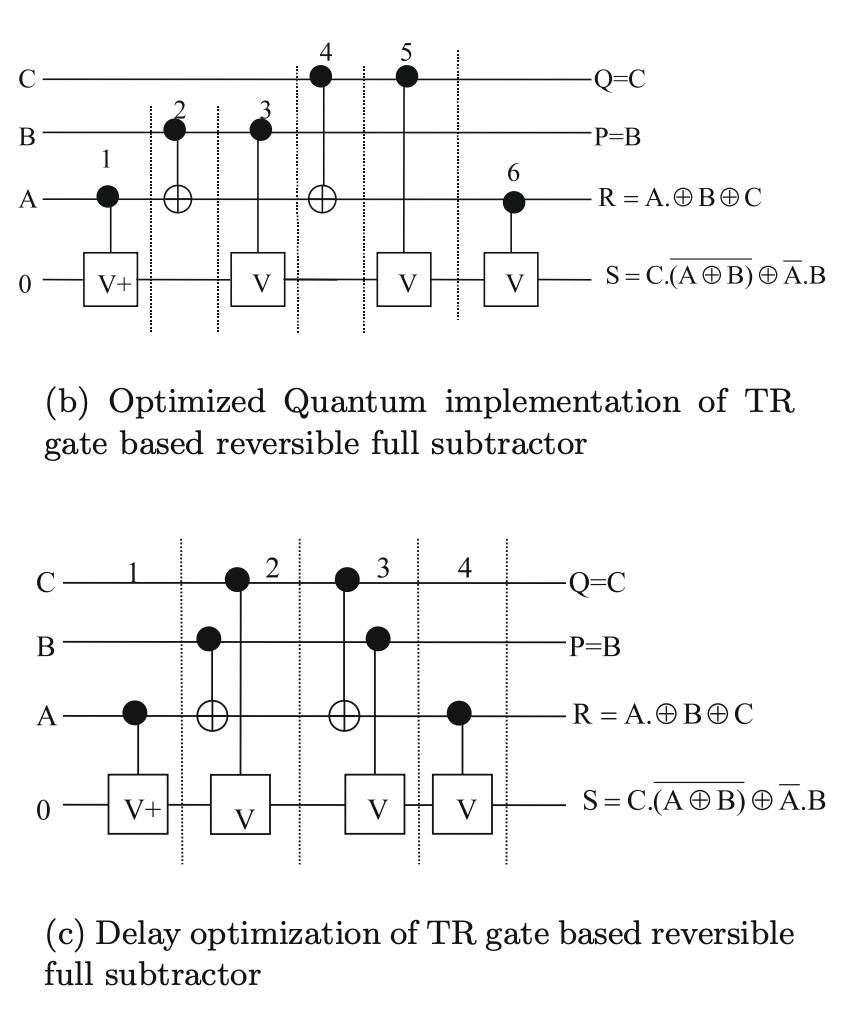 4 5
C Q=C
2 3
B P=B
1 6
A R = A.⊕B⊕C
0 V+ V V V S = C.(A̅ ̅⊕̅ ̅B̅) ⊕ A̅.B
(b) Optimized Quantum implementation of TR
gate based reversible full subtractor
1 2 3 4
C Q=C
B P=B
A R = A.⊕B⊕C
0 V+ V V V S = C.(A̅ ̅⊕̅ ̅B̅) ⊕ A̅.B
(c) Delay optimization of TR gate based reversible
full subtractor